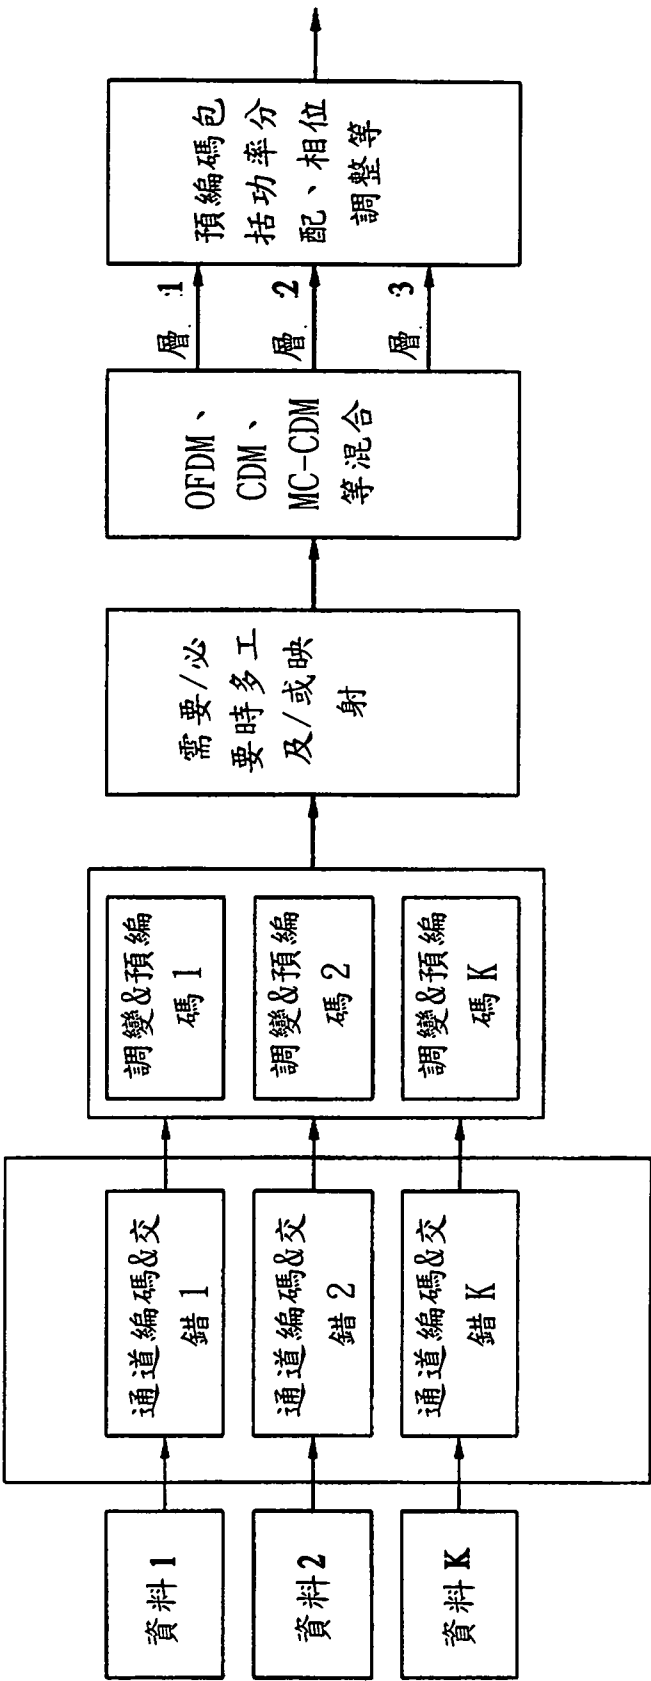 資料1
資料2
資料K
通道編碼&交
錯1
通道編碼&交
錯2
通道編碼&交
錯K
調變&預編
碼1
調變&預編
碼2
調變&預編
碼K
需要/必
要時多工
及/或映
射
OFDM、
CDM、
MC-CDM
等混合
層.1
層.2
層.3
預編碼包
括功率分
配、相位
調整等